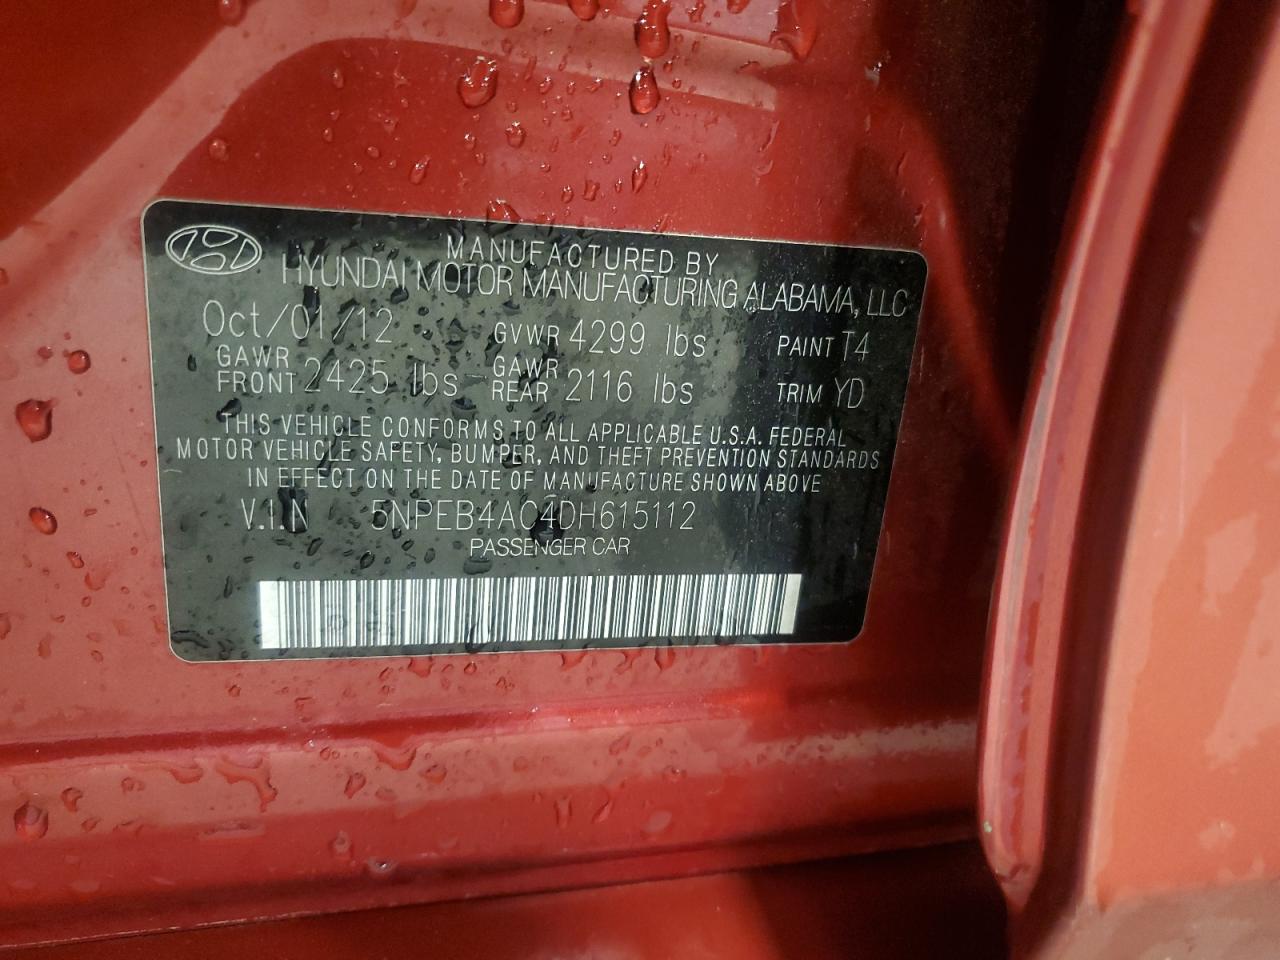 MANUFACTURED BY
HYUNDAI MOTOR MANUFACTURING ALABAMA, LLC
Oct/01/12 GVWR 4299 lbs PAINT T4
GAWR FRONT 2425 lbs GAWR REAR 2116 lbs TRIM YD
THIS VEHICLE CONFORMS TO ALL APPLICABLE U.S.A. FEDERAL
MOTOR VEHICLE SAFETY, BUMPER, AND THEFT PREVENTION STANDARDS
IN EFFECT ON THE DATE OF MANUFACTURE SHOWN ABOVE
V.I.N 5NPEB4AC4DH615112
PASSENGER CAR